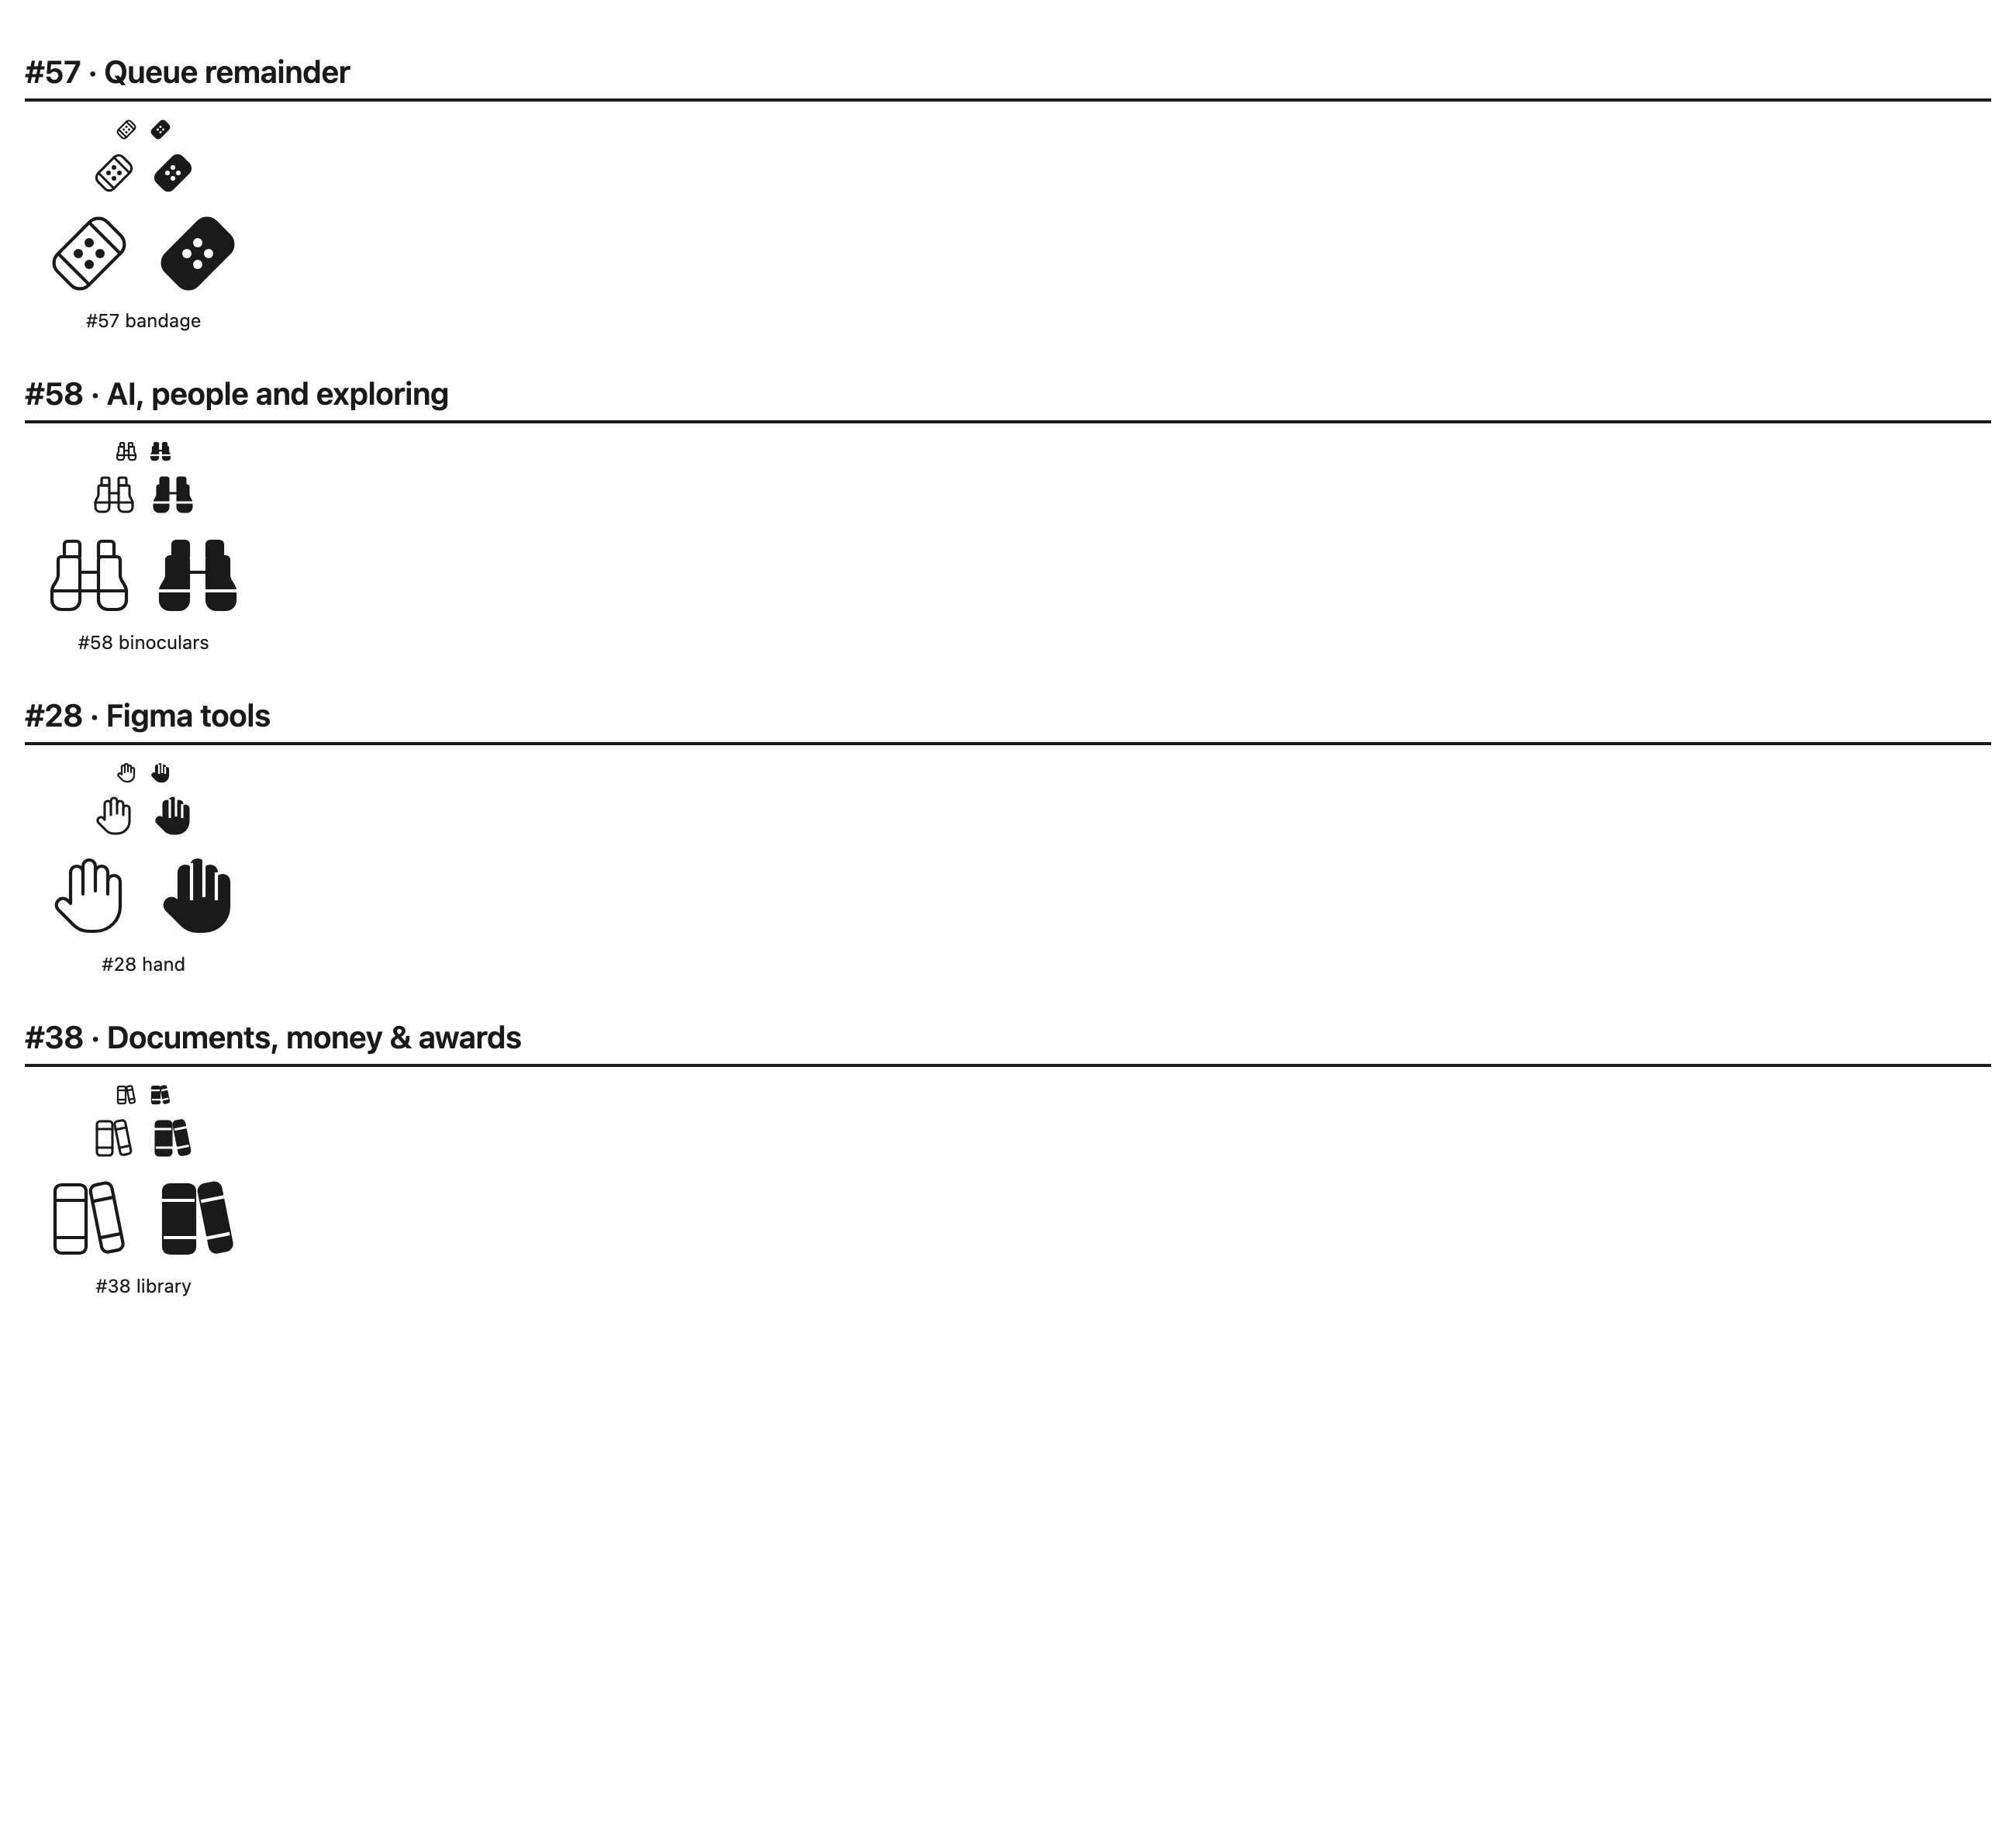 #57 · Queue remainder
#57 bandage
#58 · AI, people and exploring
#58 binoculars
#28 · Figma tools
#28 hand
#38 · Documents, money & awards
#38 library